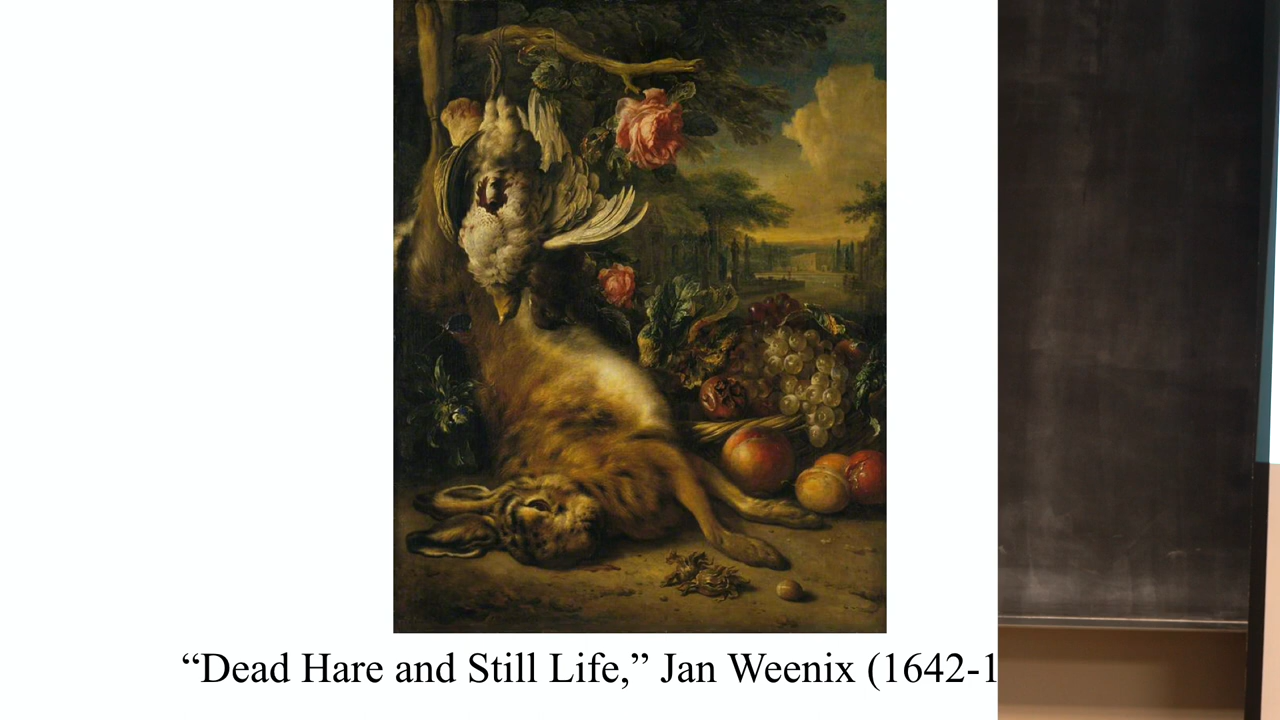 “Dead Hare and Still Life,” Jan Weenix (1642-1